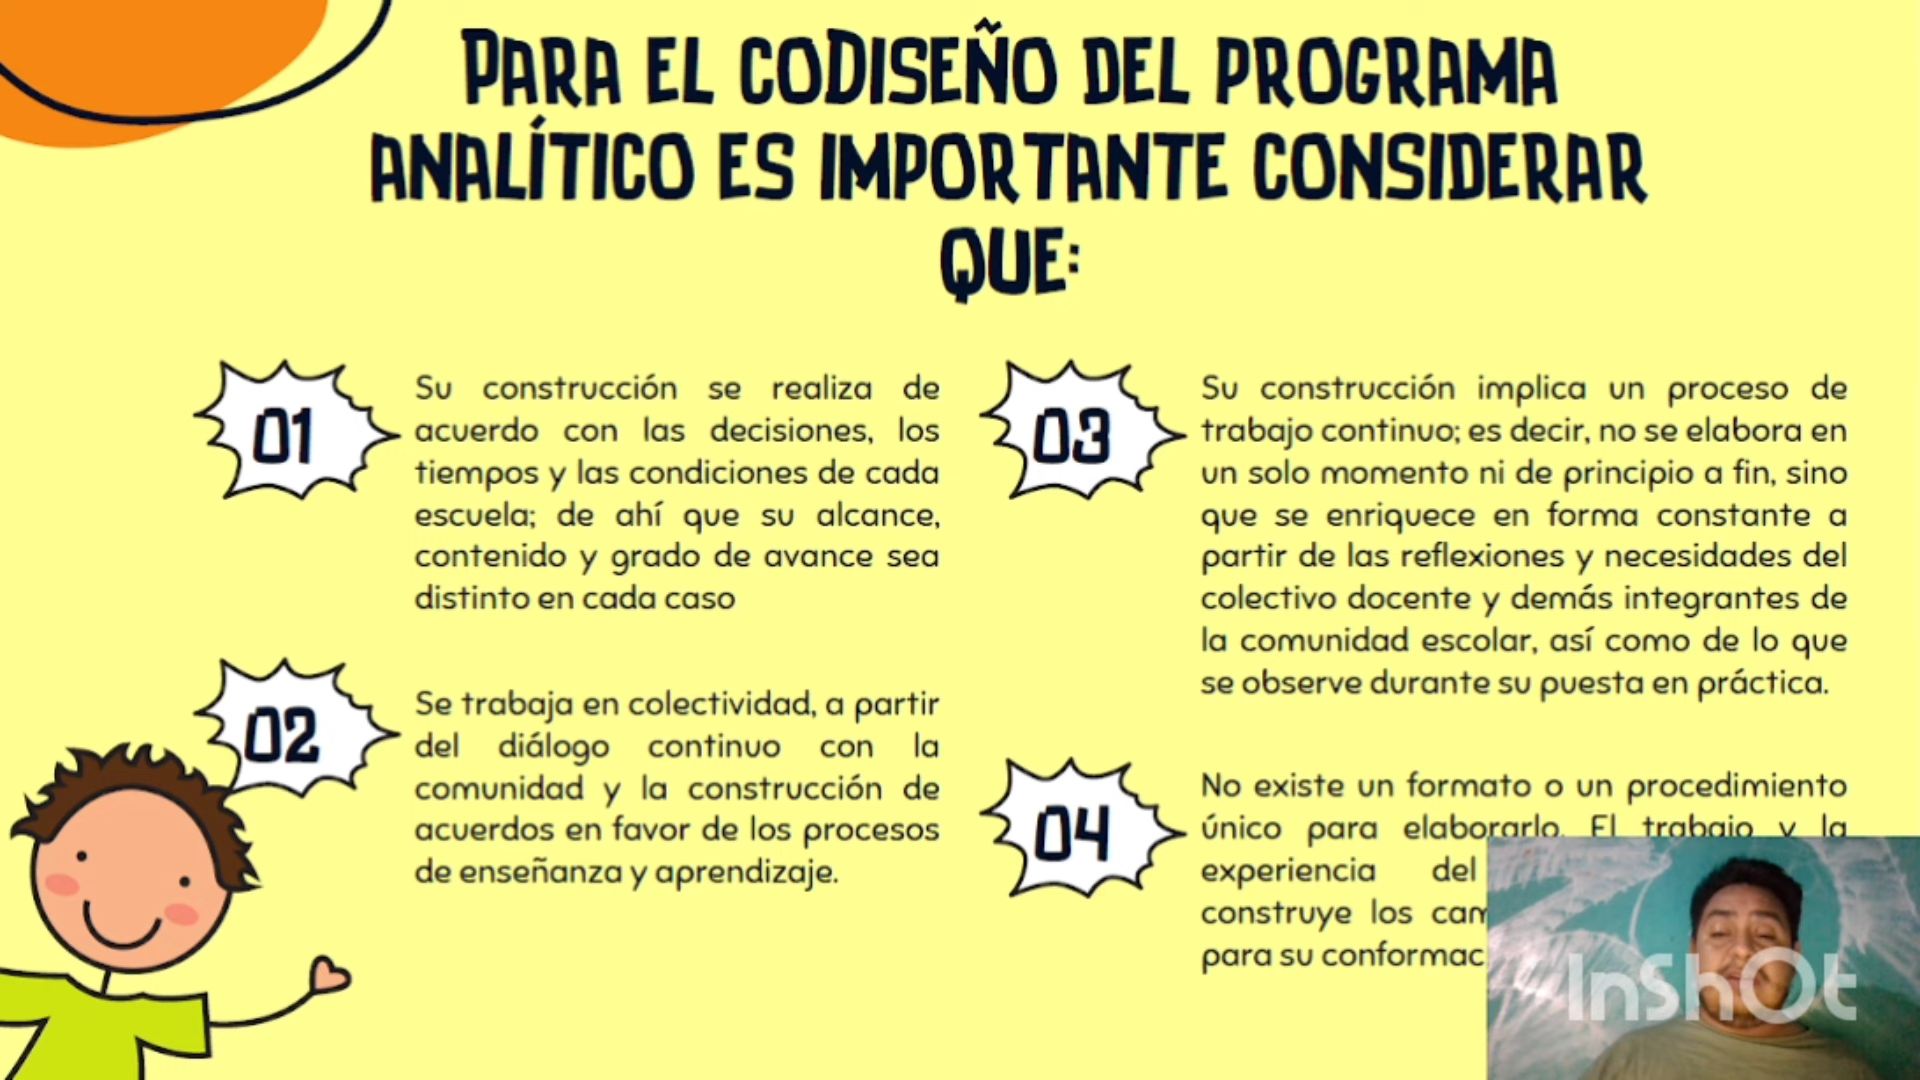 PARA EL CODISEÑO DEL PROGRAMA
ANALÍTICO ES IMPORTANTE CONSIDERAR
QUE:
01
Su construcción se realiza de
acuerdo con las decisiones, los
tiempos y las condiciones de cada
escuela; de ahí que su alcance,
contenido y grado de avance sea
distinto en cada caso
02
Se trabaja en colectividad, a partir
del diálogo continuo con la
comunidad y la construcción de
acuerdos en favor de los procesos
de enseñanza y aprendizaje.
03
Su construcción implica un proceso de
trabajo continuo; es decir, no se elabora en
un solo momento ni de principio a fin, sino
que se enriquece en forma constante a
partir de las reflexiones y necesidades del
colectivo docente y demás integrantes de
la comunidad escolar, así como de lo que
se observe durante su puesta en práctica.
04
No existe un formato o un procedimiento
único para elaborarlo. El trabajo y la
experiencia del
construye los
para su
InShOt